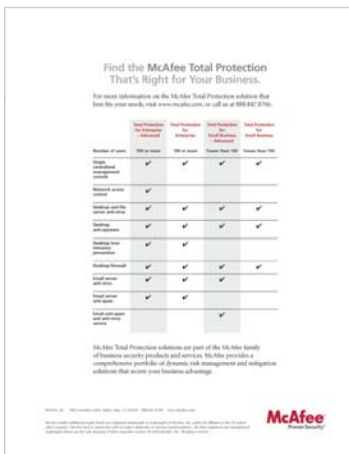 Find the McAfee Total Protection
That's Right for Your Business.
For more information on the McAfee Total Protection solution that
best fits your needs, visit www.mcafee.com, or call us at 888.847.8766.
Total Protection for Enterprise – Advanced
Total Protection for Enterprise
Total Protection for Small Business – Advanced
Total Protection for Small Business
Number of users
100 or more
100 or more
Fewer than 100
Fewer than 100
Single
centralized
management
console
Network access
control
Desktop and file
server anti-virus
Desktop
anti-spyware
Desktop host
intrusion
prevention
Desktop firewall
Email server
anti-virus
Email server
anti-spam
Email anti-spam
and anti-virus
service
McAfee Total Protection solutions are part of the McAfee family
of business security products and services. McAfee provides a
comprehensive portfolio of dynamic risk management and mitigation
solutions that secure your business advantage.
McAfee
Proven Security